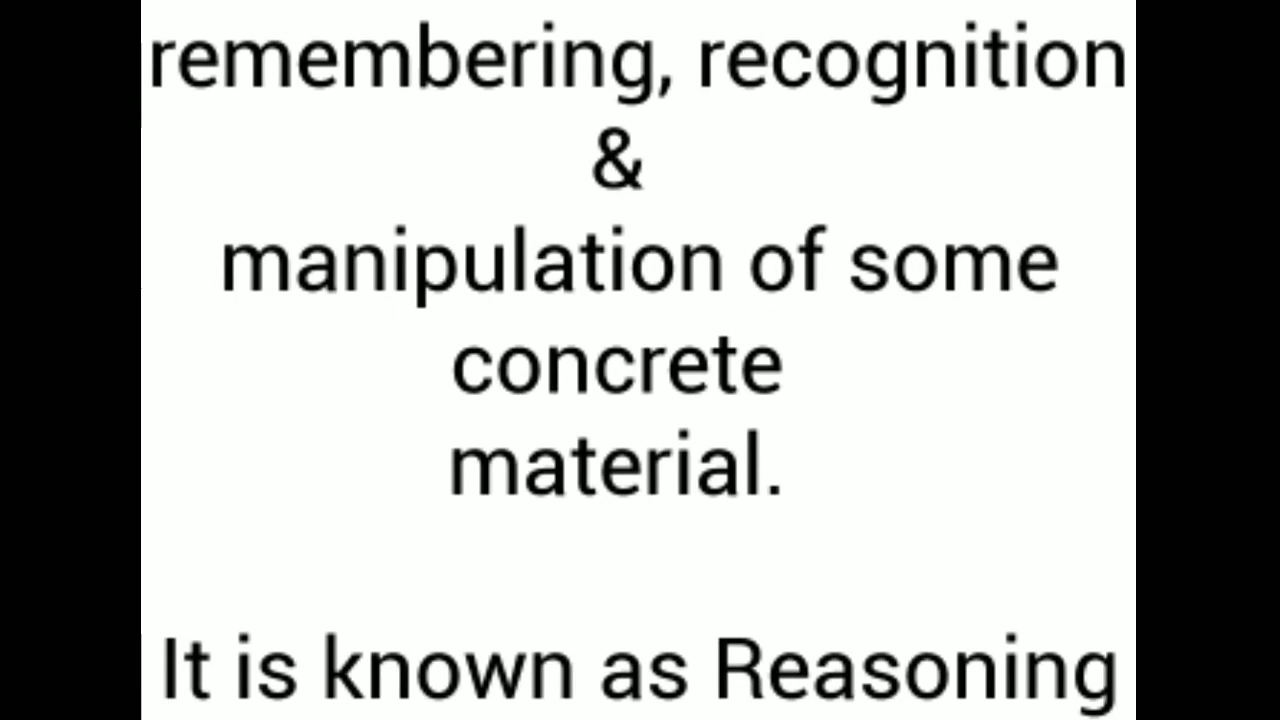 remembering, recognition
&
manipulation of some
concrete
material.
It is known as Reasoning